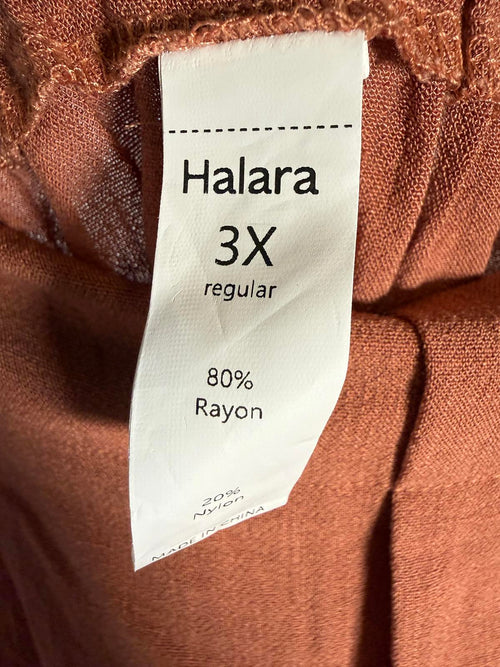 Halara
3X
regular
80%
Rayon
20%
Nylon
MADE IN CHINA